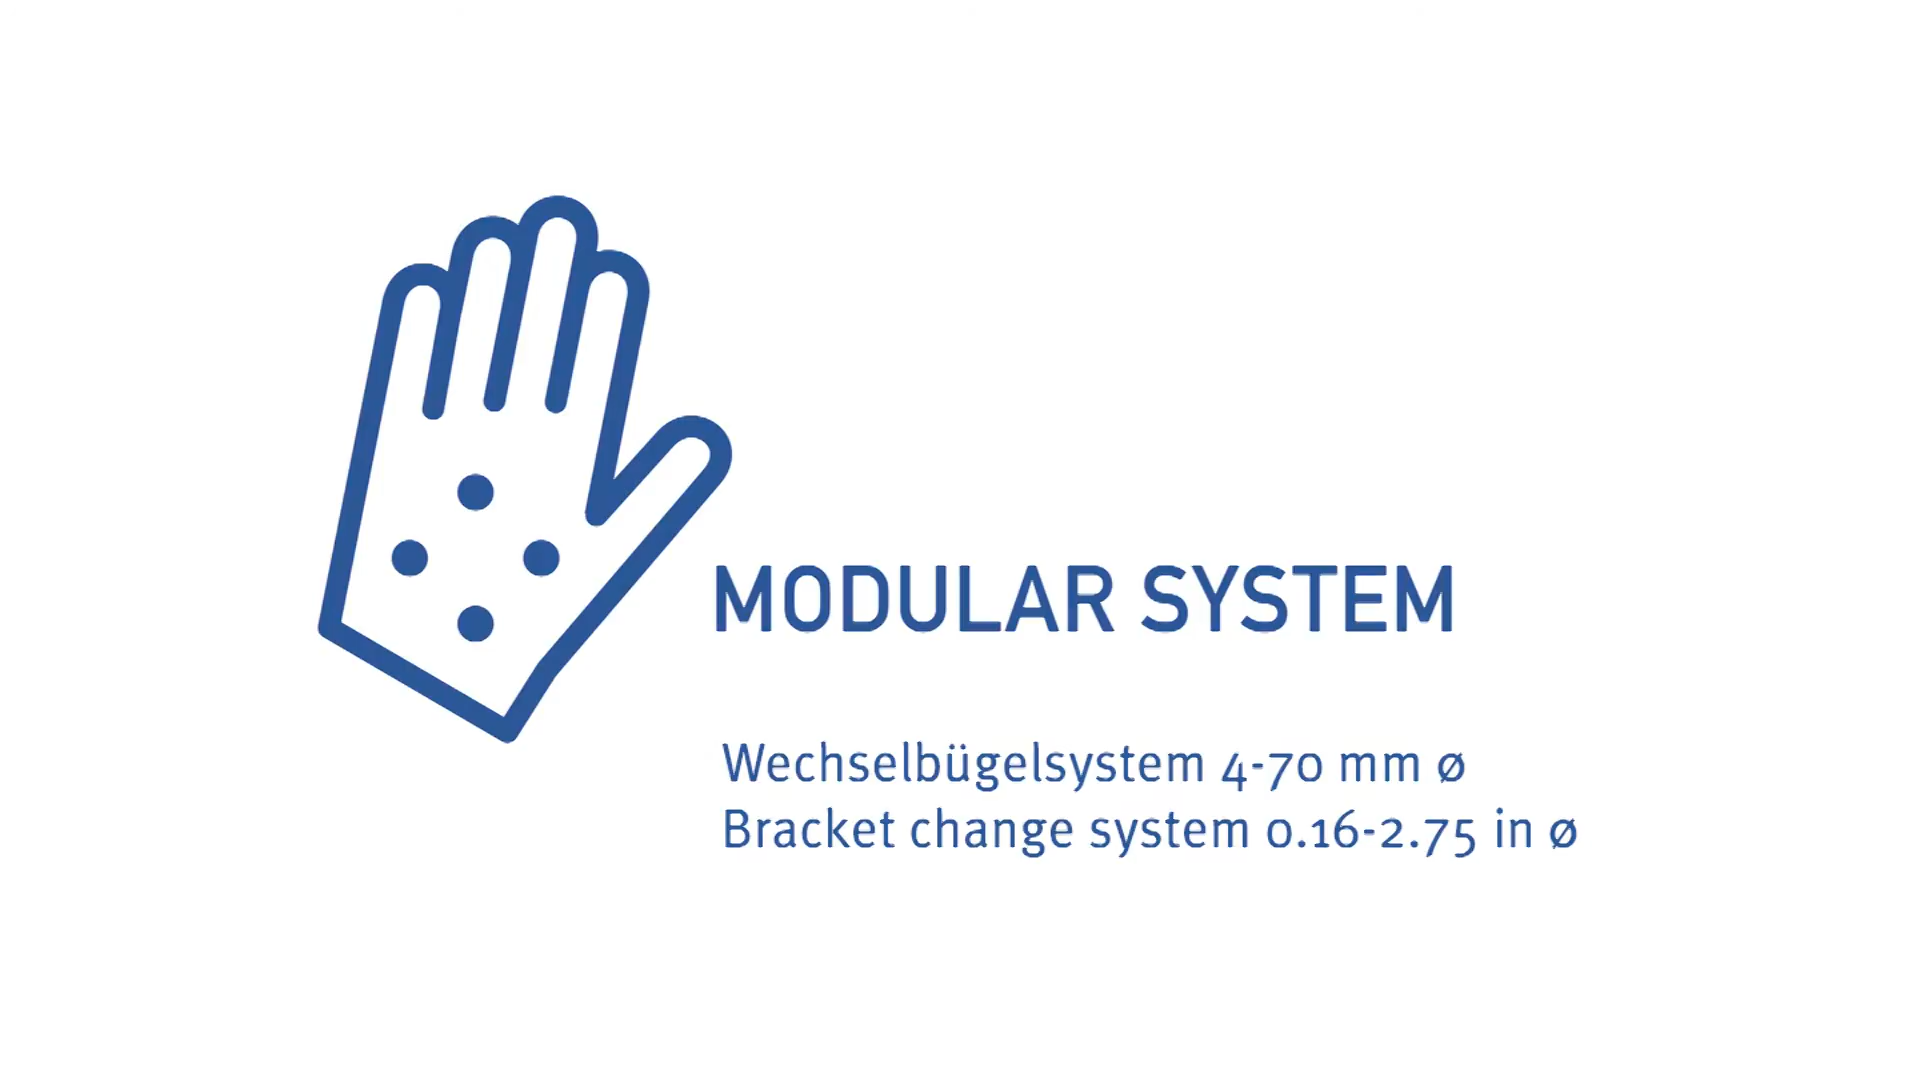 MODULAR SYSTEM
Wechselbügelsystem 4-70 mm ø
Bracket change system 0.16-2.75 in ø